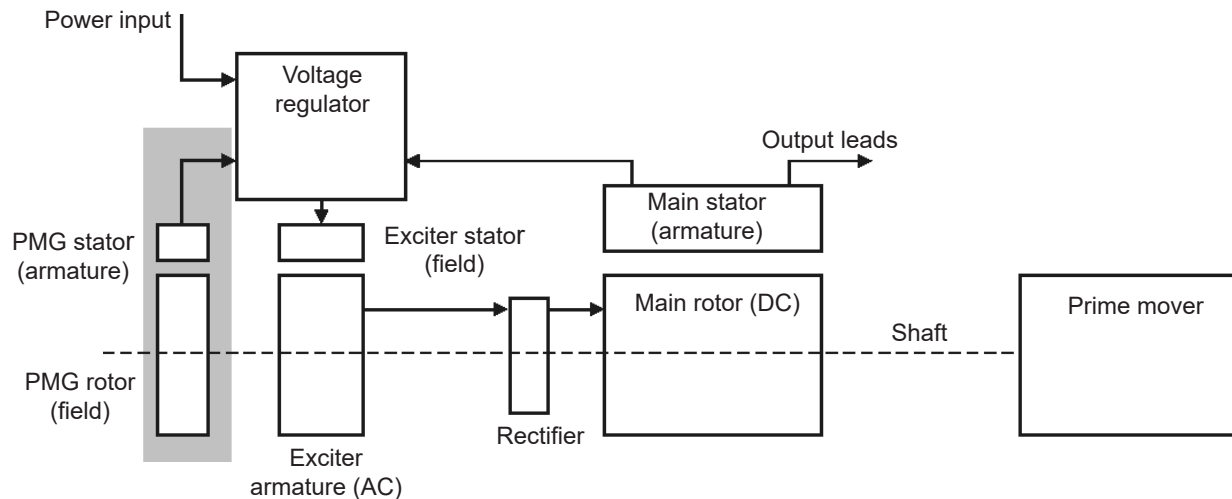 Power input
Voltage
regulator
Output leads
Main stator
(armature)
PMG stator
(armature)
Exciter stator
(field)
Main rotor (DC)
Prime mover
Shaft
PMG rotor
(field)
Rectifier
Exciter
armature (AC)